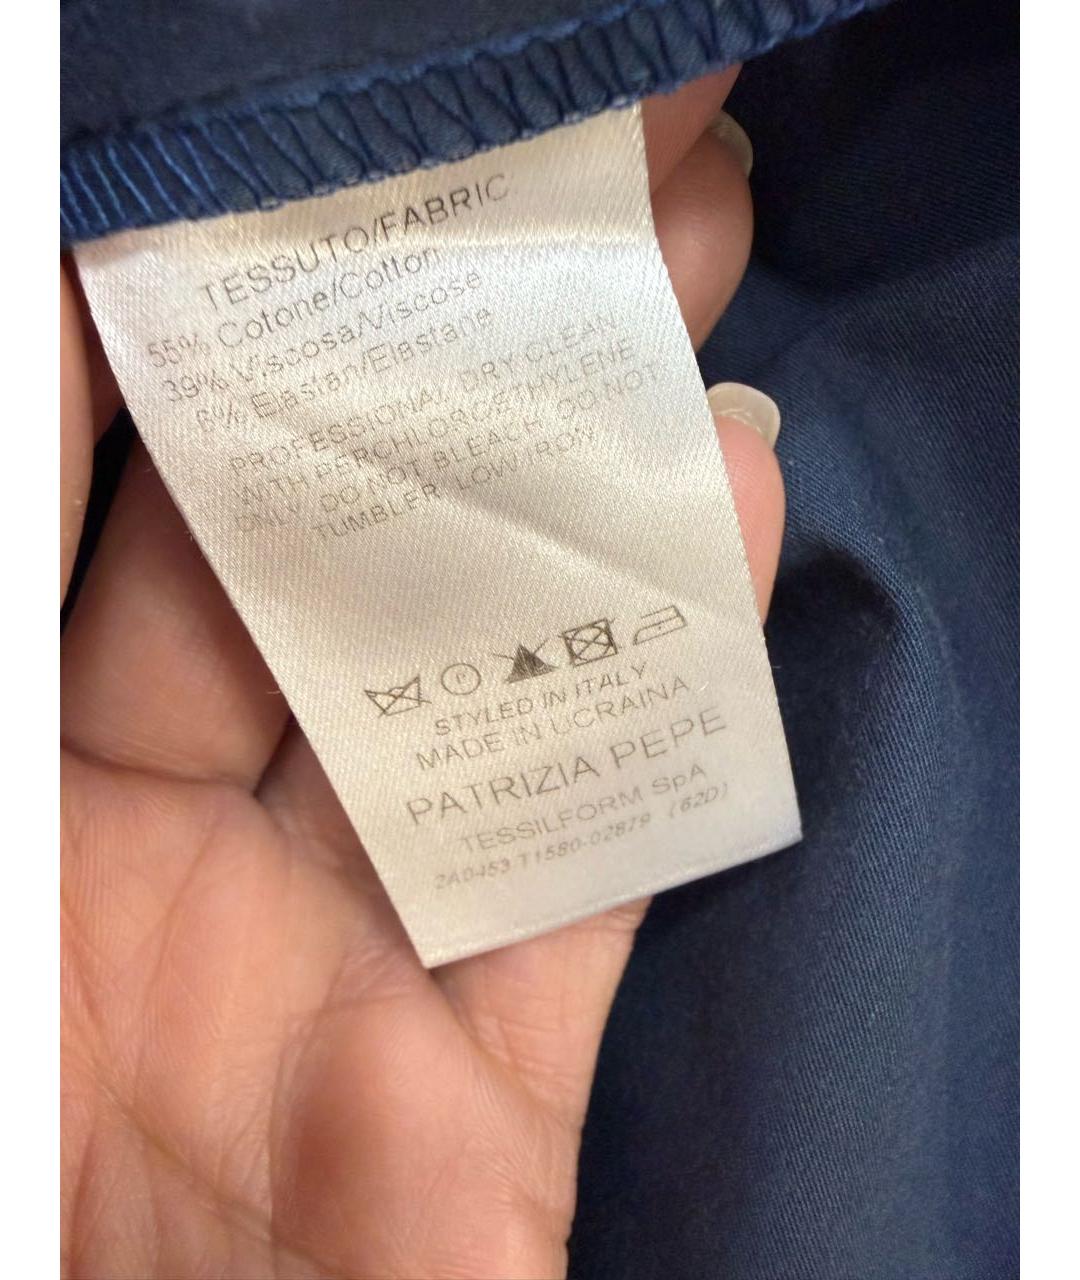 TESSUTO/FABRIC
55% Cotone/Cotton
39% Viscosa/Viscose
6% Elastan/Elastane
PROFESSIONAL DRY CLEAN
WITH PERCHLOROETHYLENE
ONLY DO NOT BLEACH DO NOT
TUMBLER LOW IRON
P
STYLED IN ITALY
MADE IN UCRAINA
PATRIZIA PEPE
TESSILFORM SpA
2A0453 T1580-02879 (62D)